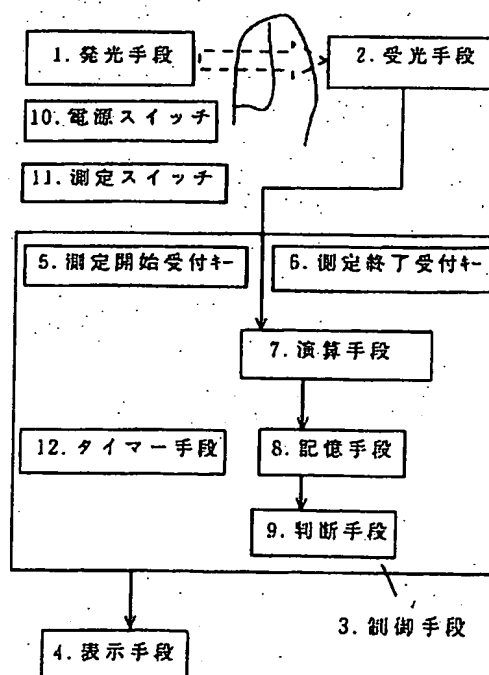 1.発光手段
2.受光手段
10.電源スイッチ
11.測定スイッチ
5.測定開始受付キー
6.測定終了受付キー
7.演算手段
12.タイマー手段
8.記憶手段
9.判断手段
3.制御手段
4.表示手段